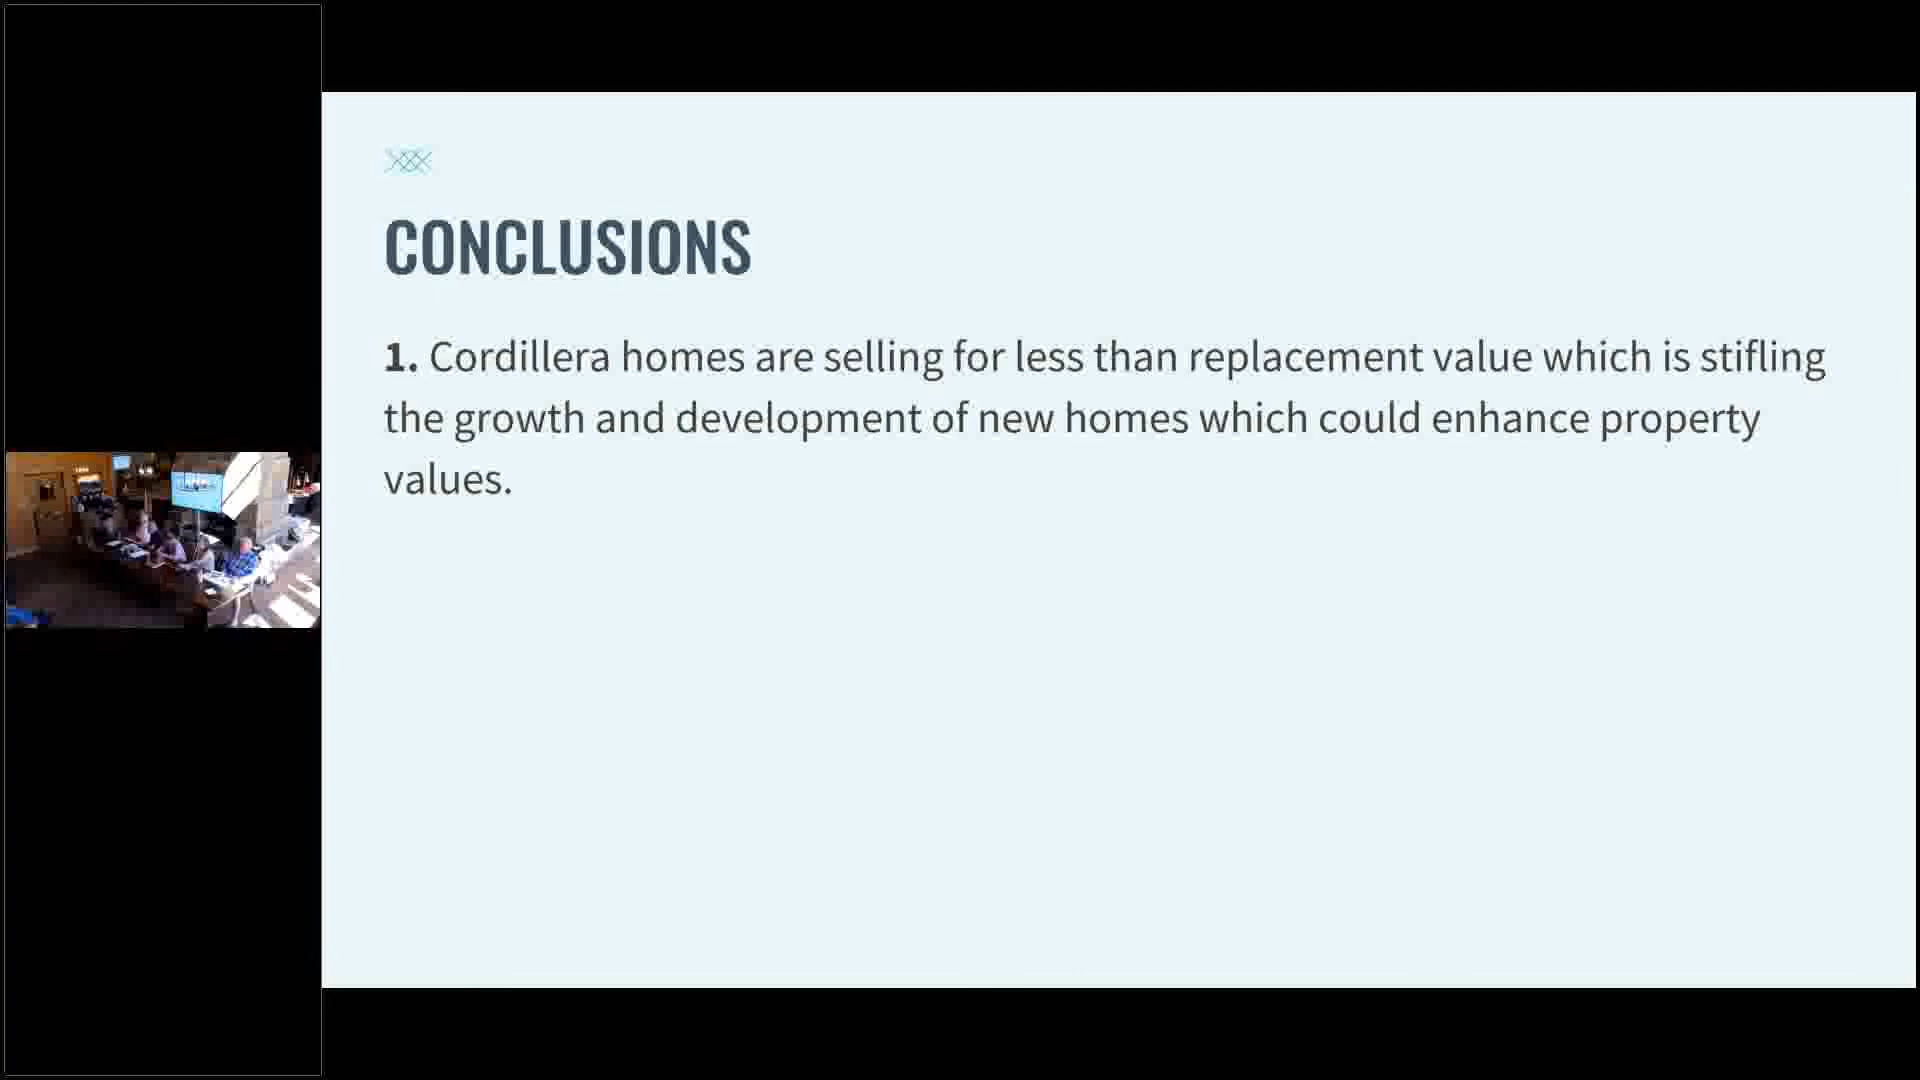 CONCLUSIONS
1. Cordillera homes are selling for less than replacement value which is stifling
the growth and development of new homes which could enhance property
values.